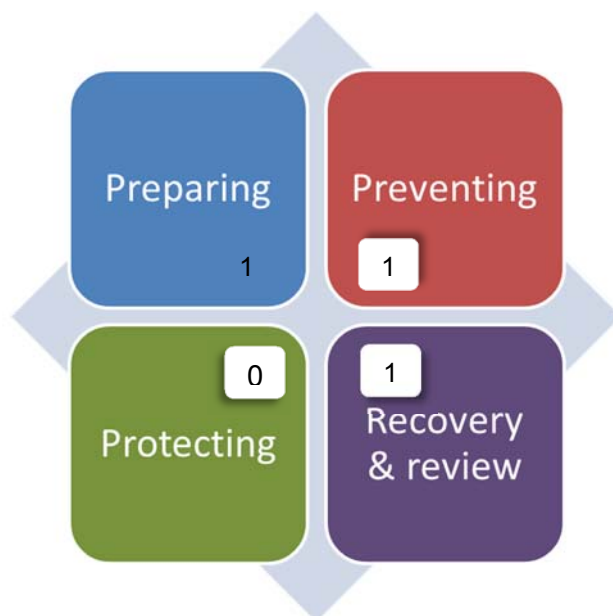 Preparing
1
Preventing
1
Protecting
0
Recovery
& review
1